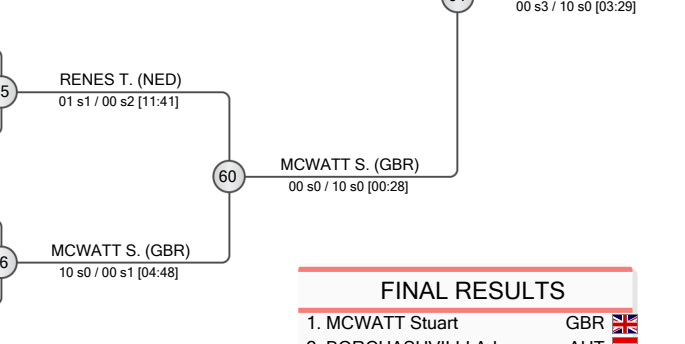 00 s3 / 10 s0 [03:29]
RENES T. (NED)
5
01 s1 / 00 s2 [11:41]
MCWATT S. (GBR)
60
00 s0 / 10 s0 [00:28]
MCWATT S. (GBR)
6
10 s0 / 00 s1 [04:48]
FINAL RESULTS
1. MCWATT Stuart GBR